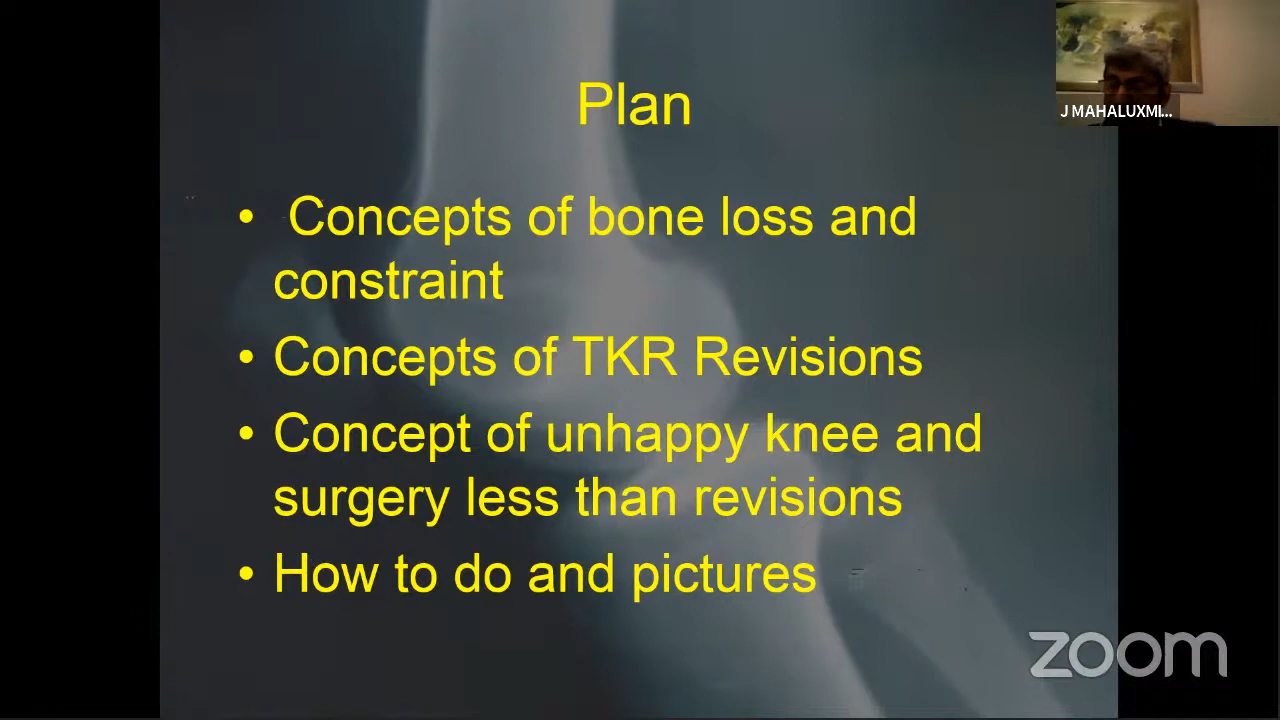 Plan
J MAHALUXMI...
• Concepts of bone loss and
constraint
• Concepts of TKR Revisions
• Concept of unhappy knee and
surgery less than revisions
• How to do and pictures
zoom